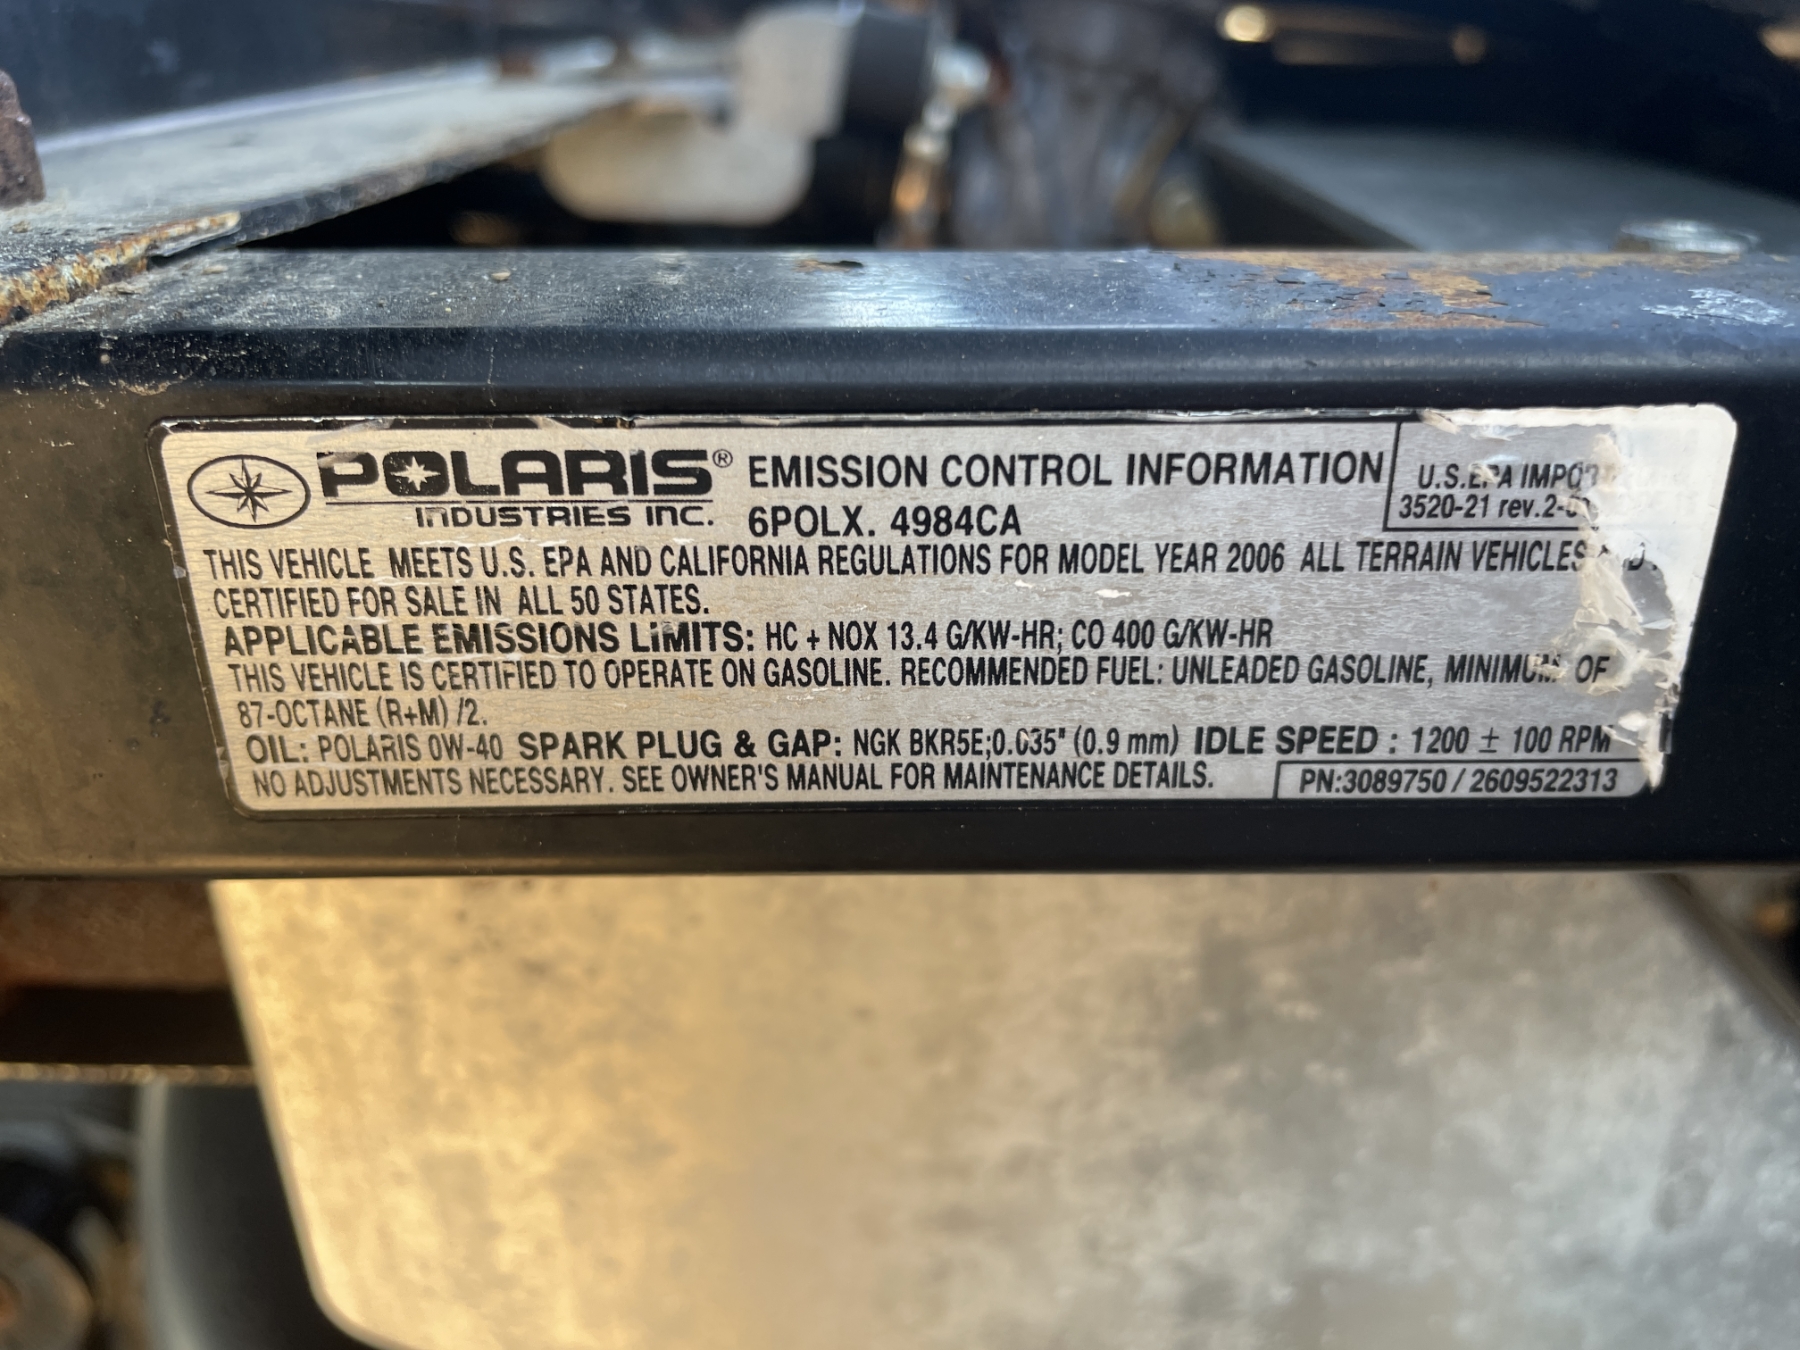 POLARIS® EMISSION CONTROL INFORMATION
INDUSTRIES INC. 6POLX. 4984CA
U.S.EPA IMPO
3520-21 rev.2-
THIS VEHICLE MEETS U.S. EPA AND CALIFORNIA REGULATIONS FOR MODEL YEAR 2006 ALL TERRAIN VEHICLES AND
CERTIFIED FOR SALE IN ALL 50 STATES.
APPLICABLE EMISSIONS LIMITS: HC + NOX 13.4 G/KW-HR; CO 400 G/KW-HR
THIS VEHICLE IS CERTIFIED TO OPERATE ON GASOLINE. RECOMMENDED FUEL: UNLEADED GASOLINE, MINIMUM OF
87-OCTANE (R+M) /2.
OIL: POLARIS 0W-40 SPARK PLUG & GAP: NGK BKR5E;0.035" (0.9 mm) IDLE SPEED : 1200 ± 100 RPM
NO ADJUSTMENTS NECESSARY. SEE OWNER'S MANUAL FOR MAINTENANCE DETAILS.
PN:3089750 / 2609522313